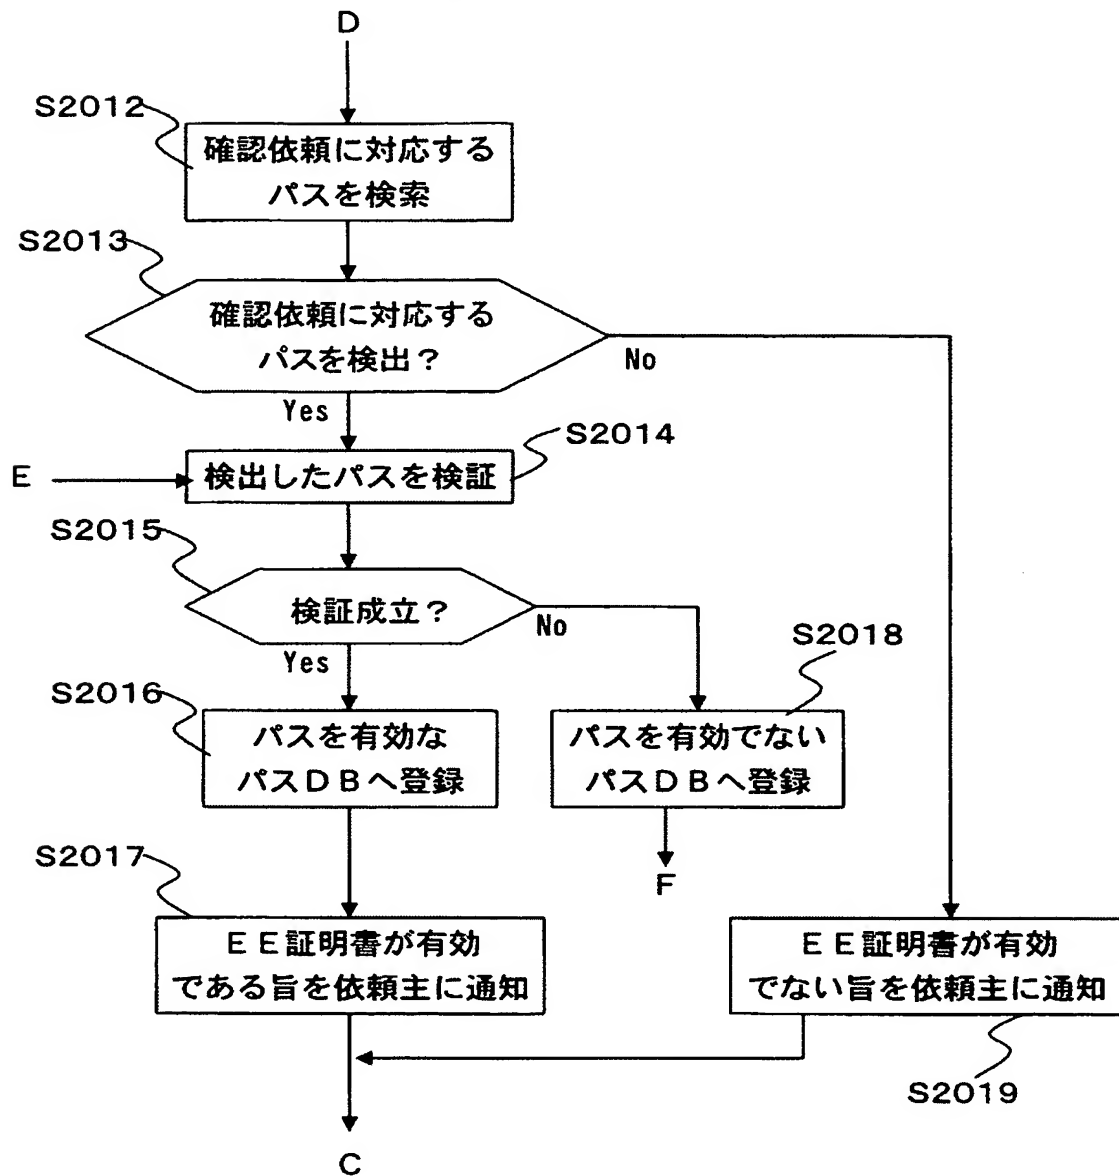 D
S2012
確認依頼に対応する
パスを検索
S2013
確認依頼に対応する
パスを検出?
No
Yes
S2014
E
検出したパスを検証
S2015
検証成立?
No
Yes
S2018
S2016
パスを有効な
パスDBへ登録
パスを有効でない
パスDBへ登録
S2017
F
EE証明書が有効
である旨を依頼主に通知
EE証明書が有効
でない旨を依頼主に通知
S2019
C